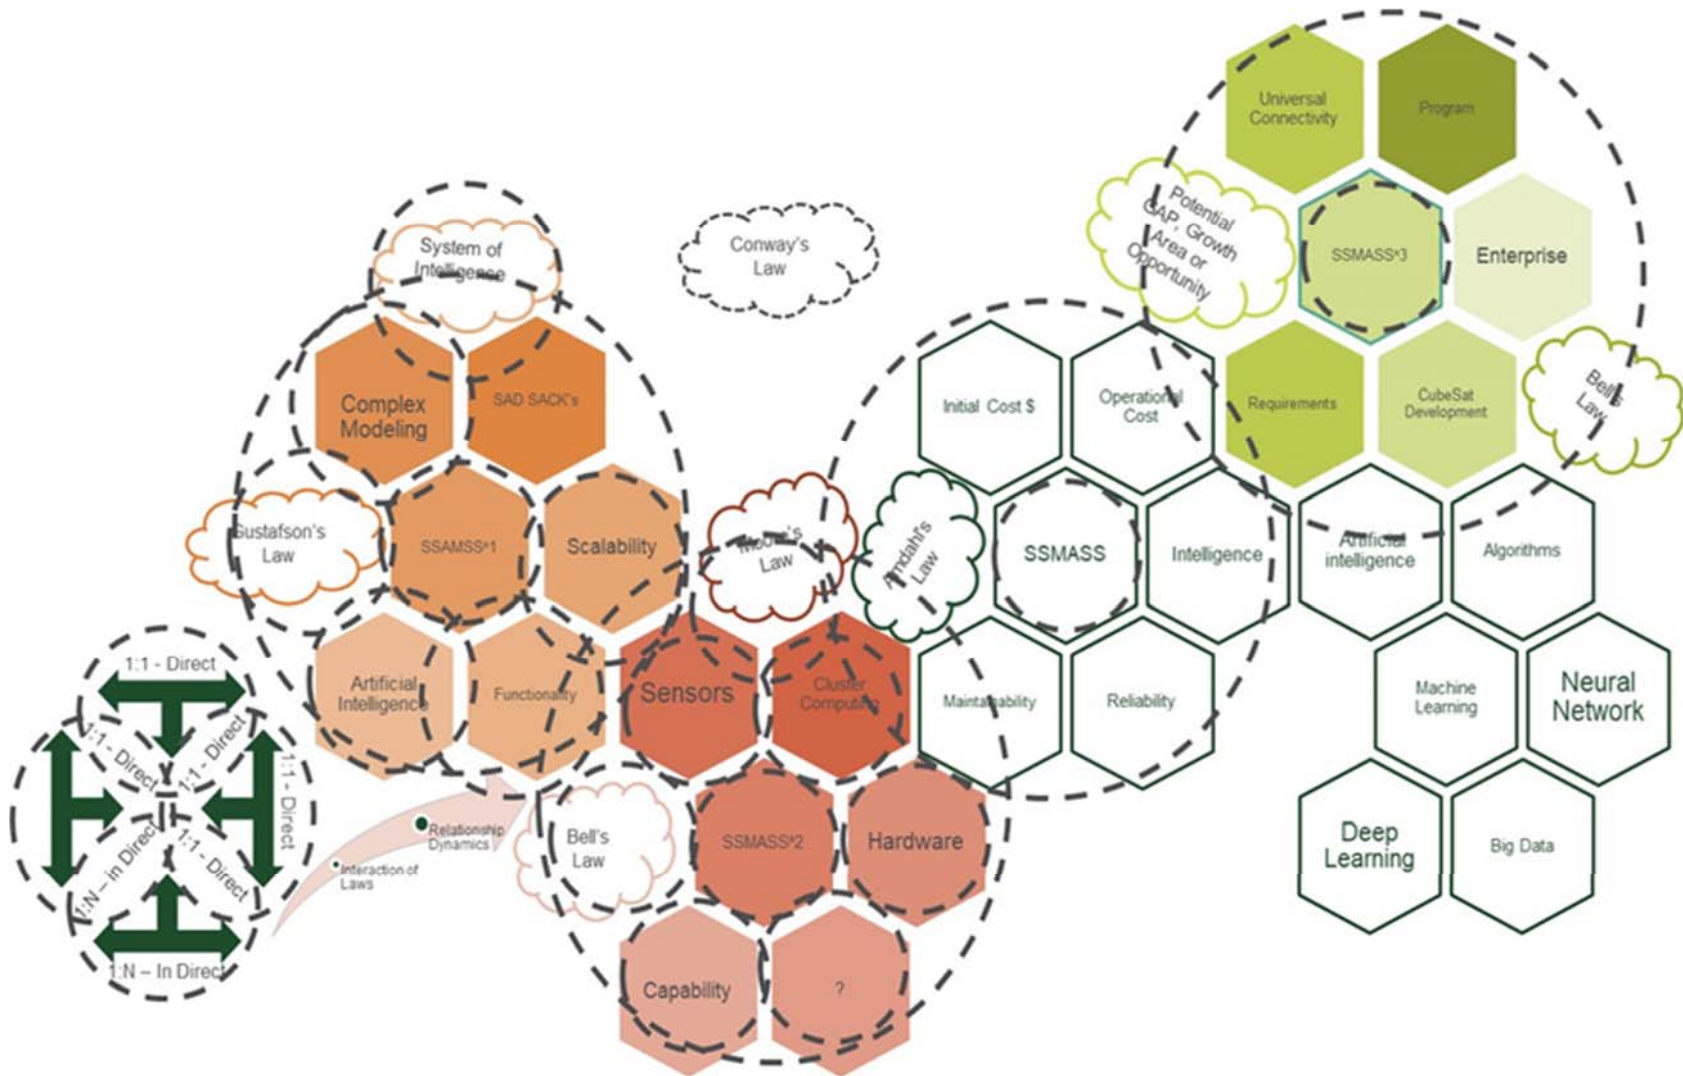 Universal
Connectivity
Program
Potential
GAP, Growth
Area or
Opportunity
SSMASS^3
Enterprise
Requirements
CubeSat
Development
Bell's
Law
System of
Intelligence
Conway's
Law
Complex
Modeling
SAD SACK's
Gustafson's
Law
SSAMSS^1
Scalability
Artificial
Intelligence
Functionality
Moore's
Law
Amdahl's
Law
Initial Cost $
Operational
Cost
SSMASS
Intelligence
Artificial
intelligence
Algorithms
Maintainability
Reliability
Machine
Learning
Neural
Network
Deep
Learning
Big Data
Sensors
Cluster
Computing
Bell's
Law
SSMASS^2
Hardware
Capability
?
1:1 - Direct
1:1 - Direct
1:1 - Direct
1:1 - Direct
1:N – in Direct
1:1 - Direct
1:N – In Direct
Relationship
Dynamics
Interaction of
Laws